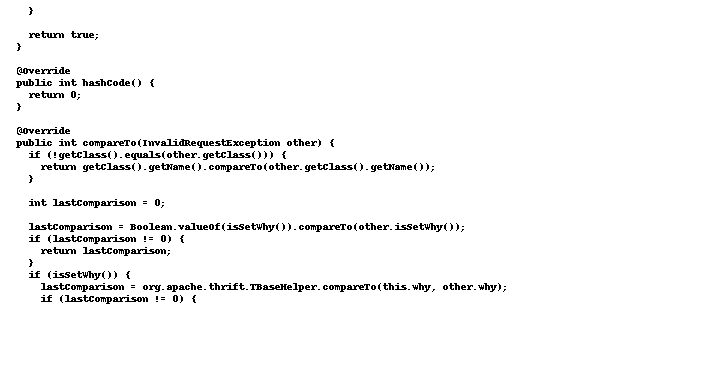 }
return true;
}
@Override
public int hashCode() {
return 0;
}
@Override
public int compareTo(InvalidRequestException other) {
if (!getClass().equals(other.getClass())) {
return getClass().getName().compareTo(other.getClass().getName());
}
int lastComparison = 0;
lastComparison = Boolean.valueOf(isSetWhy()).compareTo(other.isSetWhy());
if (lastComparison != 0) {
return lastComparison;
}
if (isSetWhy()) {
lastComparison = org.apache.thrift.TBaseHelper.compareTo(this.why, other.why);
if (lastComparison != 0) {